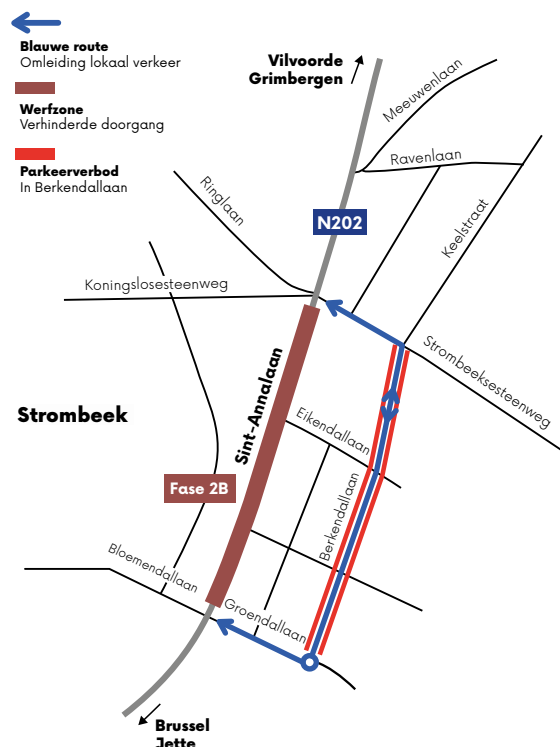 Blauwe route
Omleiding lokaal verkeer
Werfzone
Verhinderde doorgang
Parkeerverbod
In Berkendallaan
Vilvoorde
Grimbergen
Meeuwenlaan
Ravenlaan
Ringlaan
N202
Keelstraat
Koningslosesteenweg
Strombeeksesteenweg
Sint-Annalaan
Strombeek
Eikendallaan
Fase 2B
Berkendallaan
Bloemendallaan
Groendallaan
Brussel
Jette